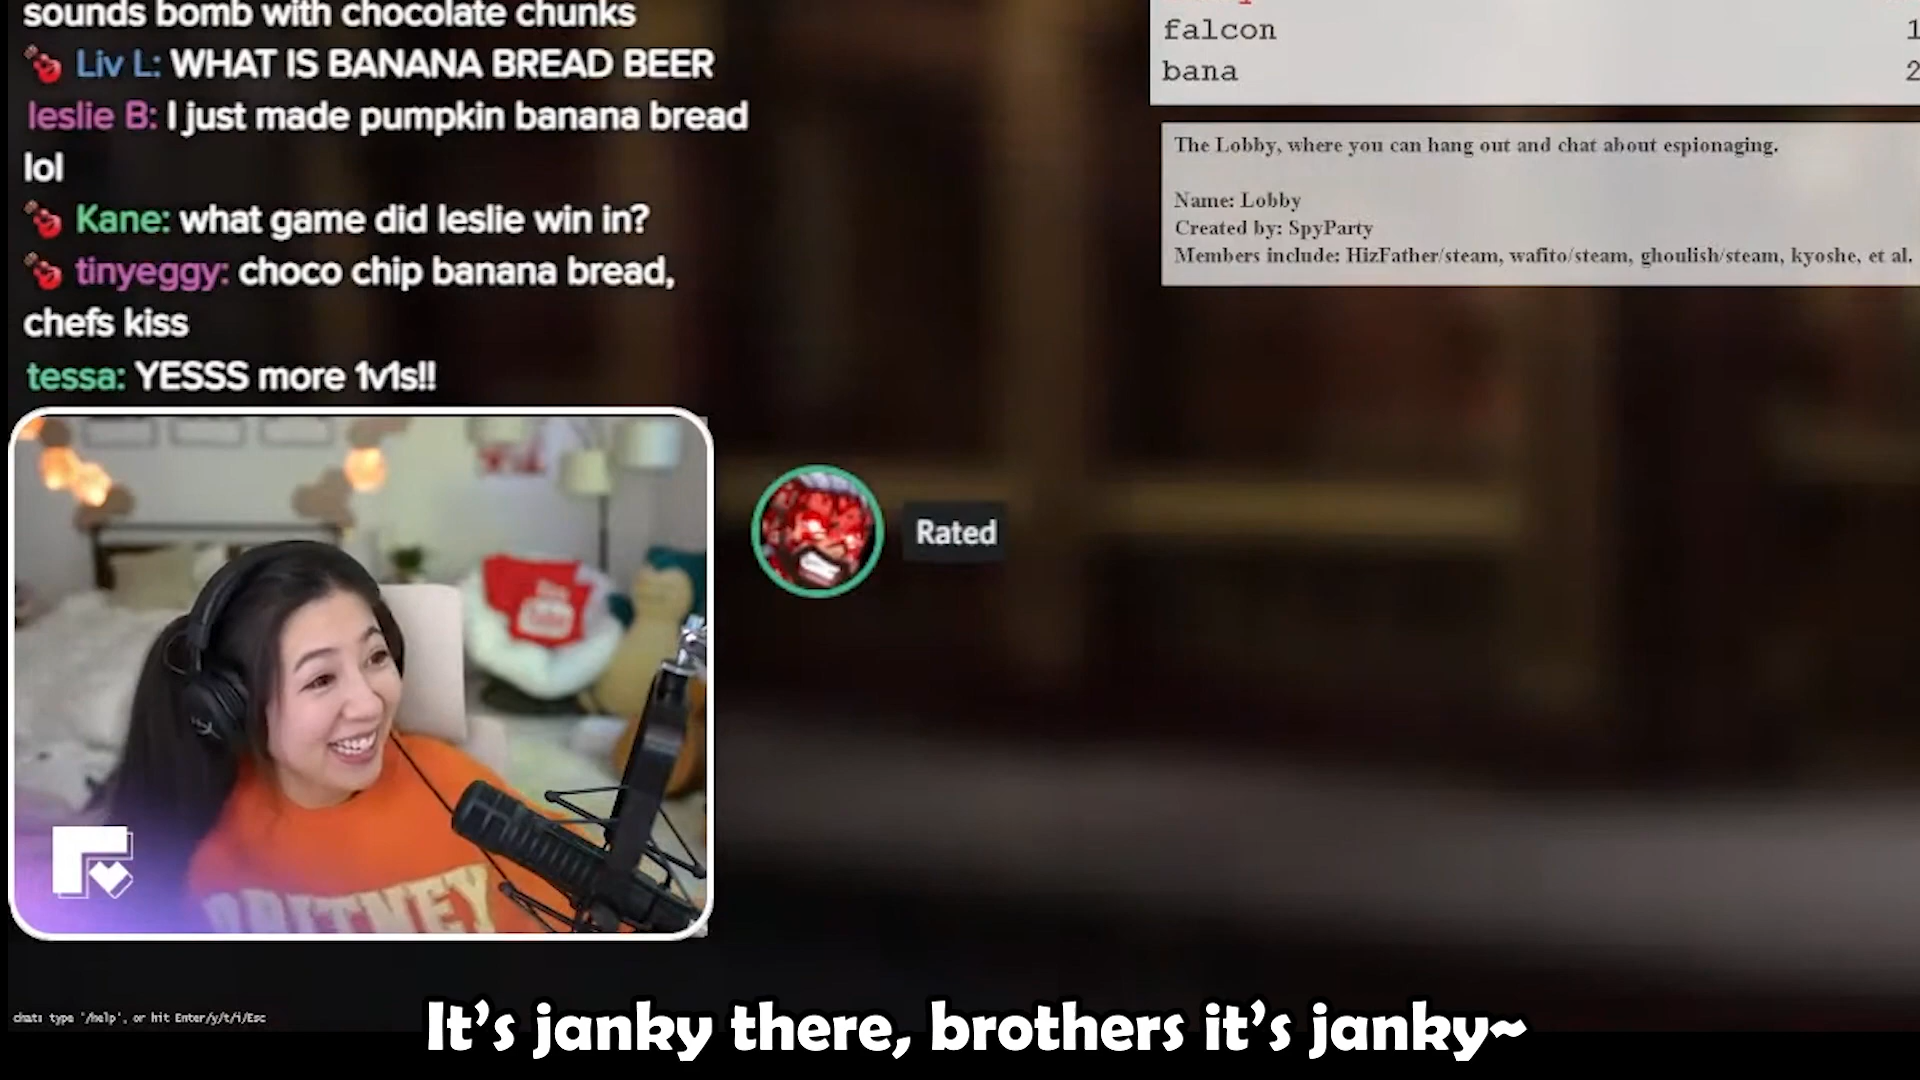 sounds bomb with chocolate chunks
Liv L: WHAT IS BANANA BREAD BEER
leslie B: I just made pumpkin banana bread
lol
Kane: what game did leslie win in?
tinyeggy: choco chip banana bread,
chefs kiss
tessa: YESSS more 1v1s!!
falcon 1
bana 2
The Lobby, where you can hang out and chat about espionaging.
Name: Lobby
Created by: SpyParty
Members include: HizFather/steam, wafito/steam, ghoulish/steam, kyoshe, et al.
Rated
chat: type '/help', or hit Enter/y/t/i/Esc
It's janky there, brothers it's janky~